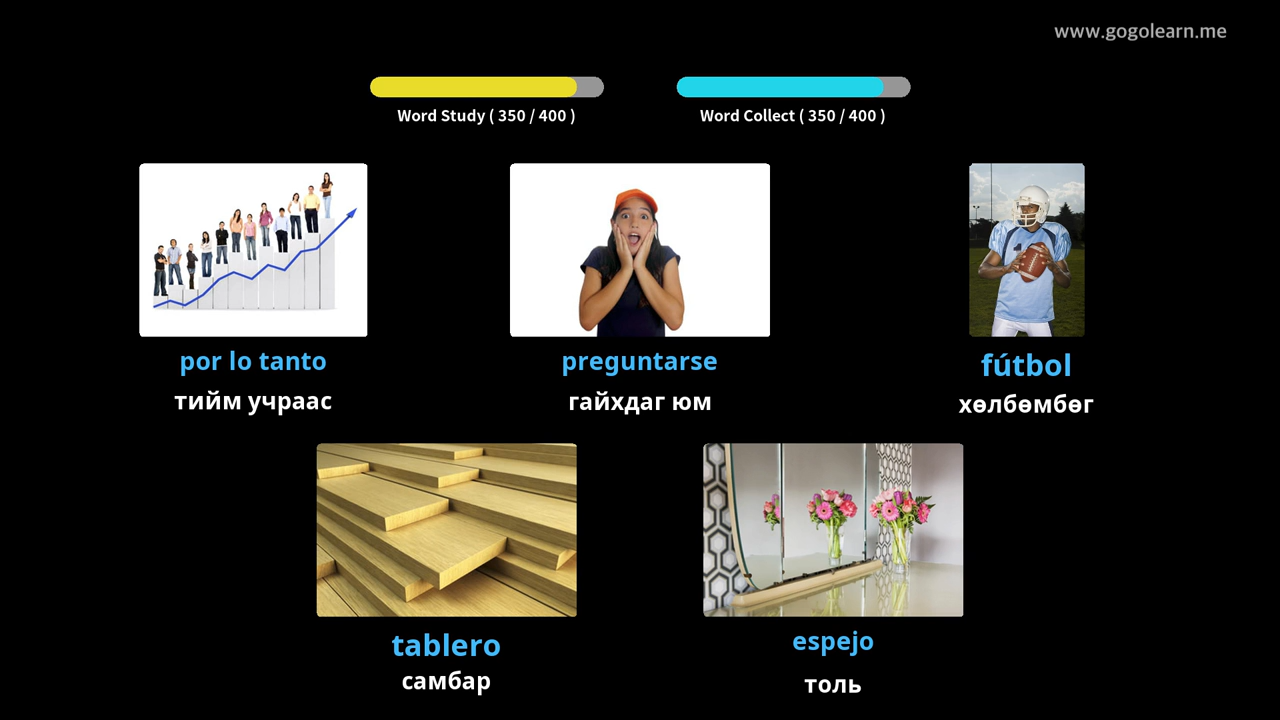 www.gogolearn.me
Word Study ( 350 / 400 )
Word Collect ( 350 / 400 )
por lo tanto
тийм учраас
preguntarse
гайхдаг юм
fútbol
хөлбөмбөг
tablero
самбар
espejo
толь